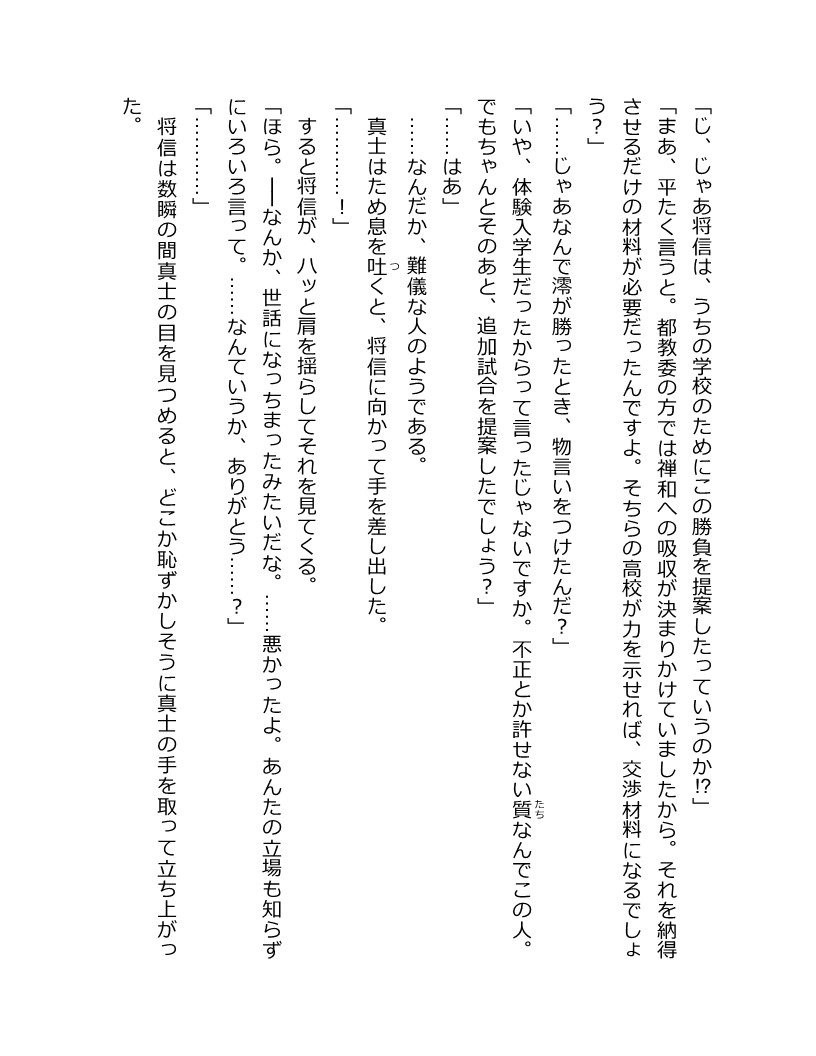 「じ、じゃあ将信は、うちの学校のためにこの勝負を提案したっていうのか⁉」
「まあ、平たく言うと。都教委の方では禅和への吸収が決まりかけていましたから。それを納得
させるだけの材料が必要だったんですよ。そちらの高校が力を示せれば、交渉材料になるでしょ
う？」
「……じゃあなんで澪が勝ったとき、物言いをつけたんだ？」
「いや、体験入学生だったからって言ったじゃないですか。不正とか許せない質たちなんでこの人。
でもちゃんとそのあと、追加試合を提案したでしょう？」
「……はあ」
……なんだか、難儀な人のようである。
真士はため息を吐つくと、将信に向かって手を差し出した。
「…………！」
すると将信が、ハッと肩を揺らしてそれを見てくる。
「ほら。――なんか、世話になっちまったみたいだな。……悪かったよ。あんたの立場も知らず
にいろいろ言って。……なんていうか、ありがとう……？」
「…………」
将信は数瞬の間真士の目を見つめると、どこか恥ずかしそうに真士の手を取って立ち上がっ
た。